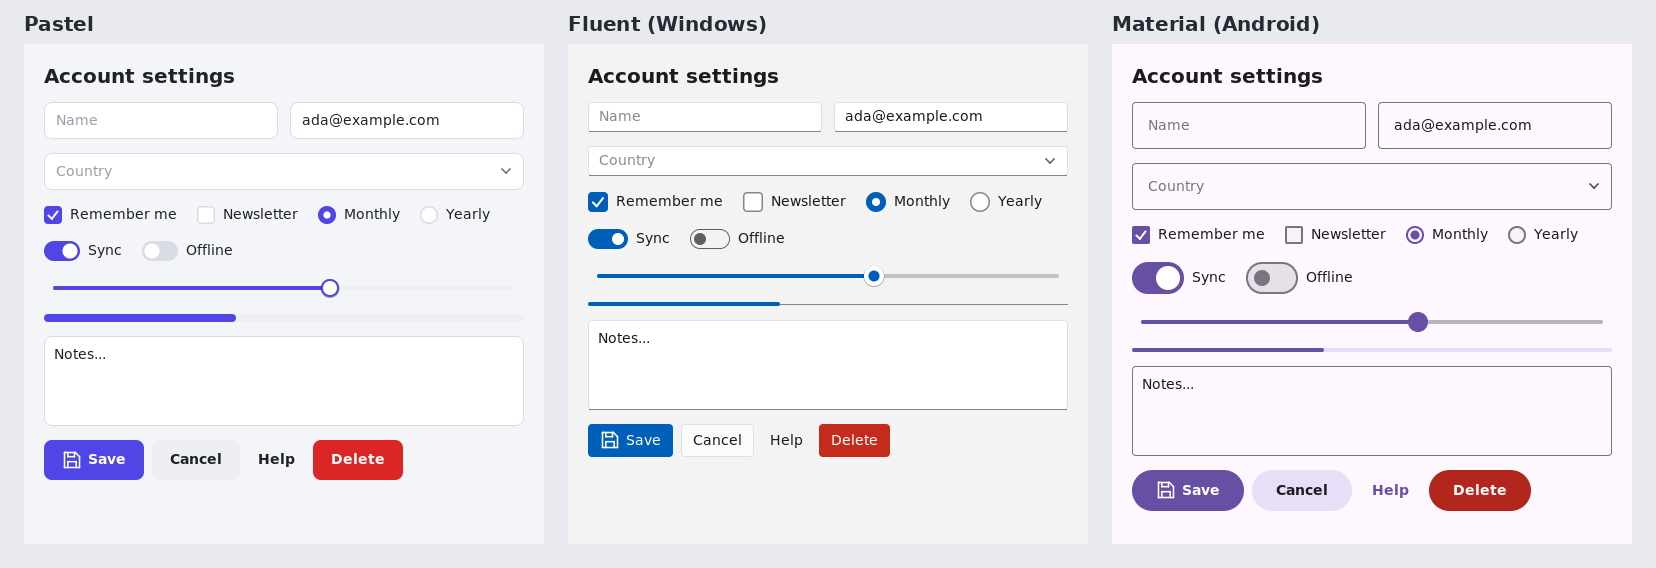 Pastel
Account settings
Name
ada@example.com
Country
Remember me
Newsletter
Monthly
Yearly
Sync
Offline
Notes...
Save
Cancel
Help
Delete
Fluent (Windows)
Account settings
Name
ada@example.com
Country
Remember me
Newsletter
Monthly
Yearly
Sync
Offline
Notes...
Save
Cancel
Help
Delete
Material (Android)
Account settings
Name
ada@example.com
Country
Remember me
Newsletter
Monthly
Yearly
Sync
Offline
Notes...
Save
Cancel
Help
Delete